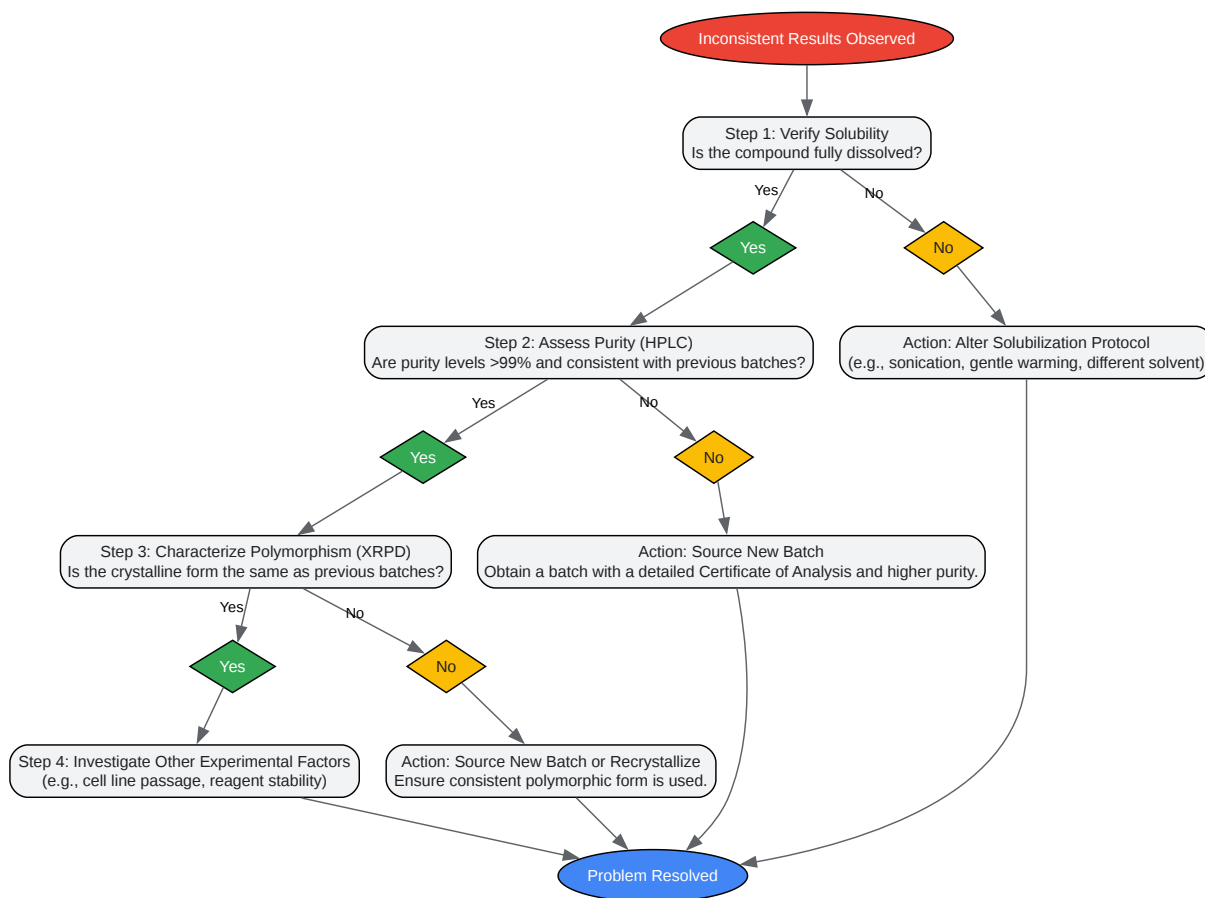 Inconsistent Results Observed
Step 1: Verify Solubility
Is the compound fully dissolved?
Yes
No
Yes
No
Step 2: Assess Purity (HPLC)
Are purity levels >99% and consistent with previous batches?
Action: Alter Solubilization Protocol
(e.g., sonication, gentle warming, different solvent)
Yes
No
Yes
No
Step 3: Characterize Polymorphism (XRPD)
Is the crystalline form the same as previous batches?
Action: Source New Batch
Obtain a batch with a detailed Certificate of Analysis and higher purity.
Yes
No
Yes
No
Step 4: Investigate Other Experimental Factors
(e.g., cell line passage, reagent stability)
Action: Source New Batch or Recrystallize
Ensure consistent polymorphic form is used.
Problem Resolved